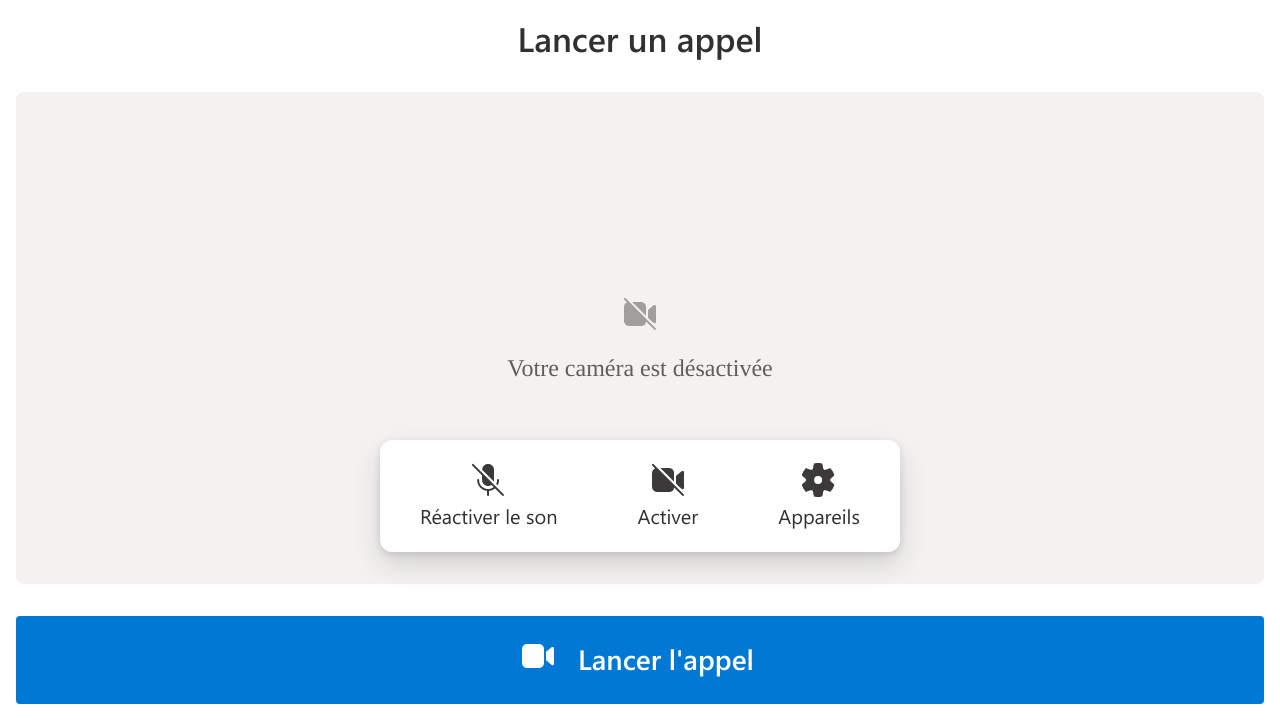 Lancer un appel
Votre caméra est désactivée
Réactiver le son
Activer
Appareils
Lancer l'appel